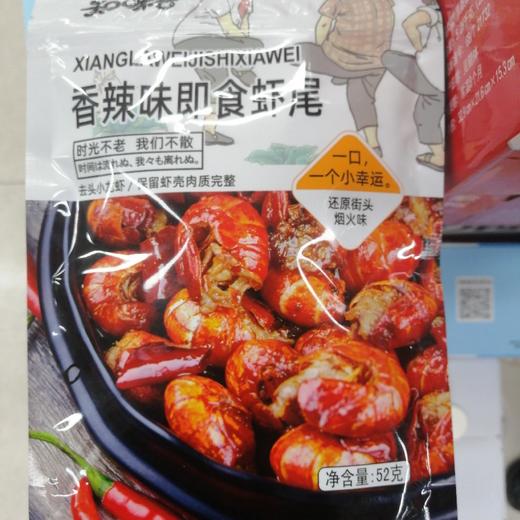 XIANGLAWEIJISHIXIAWEI
香辣味即食虾尾
时光不老 我们不散
时间は流れぬ、我々も离れぬ。
去头小龙虾/保留虾壳肉质完整
一口,
一个小幸运。
还原街头
烟火味
净含量:52克